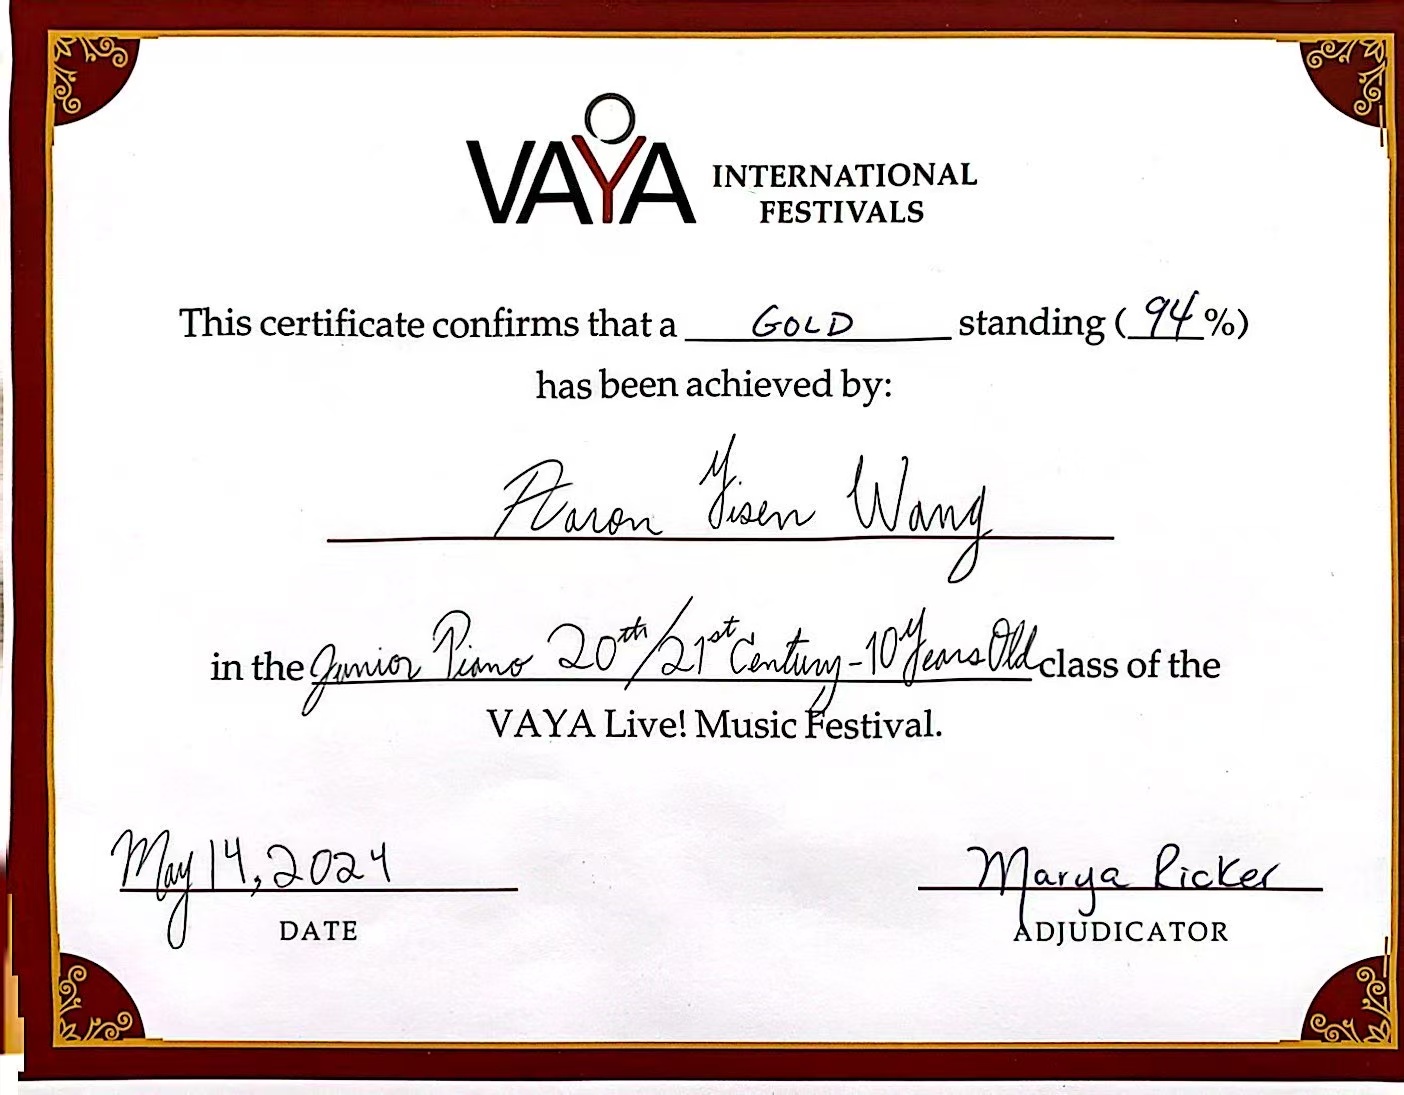 VAYA INTERNATIONAL
FESTIVALS
This certificate confirms that a GOLD standing (94%)
has been achieved by:
Aaron Yisen Wang
in the Junior Piano 20th/21st Century-10 Years Old class of the
VAYA Live! Music Festival.
May 14, 2024 Marya Ricker
DATE ADJUDICATOR